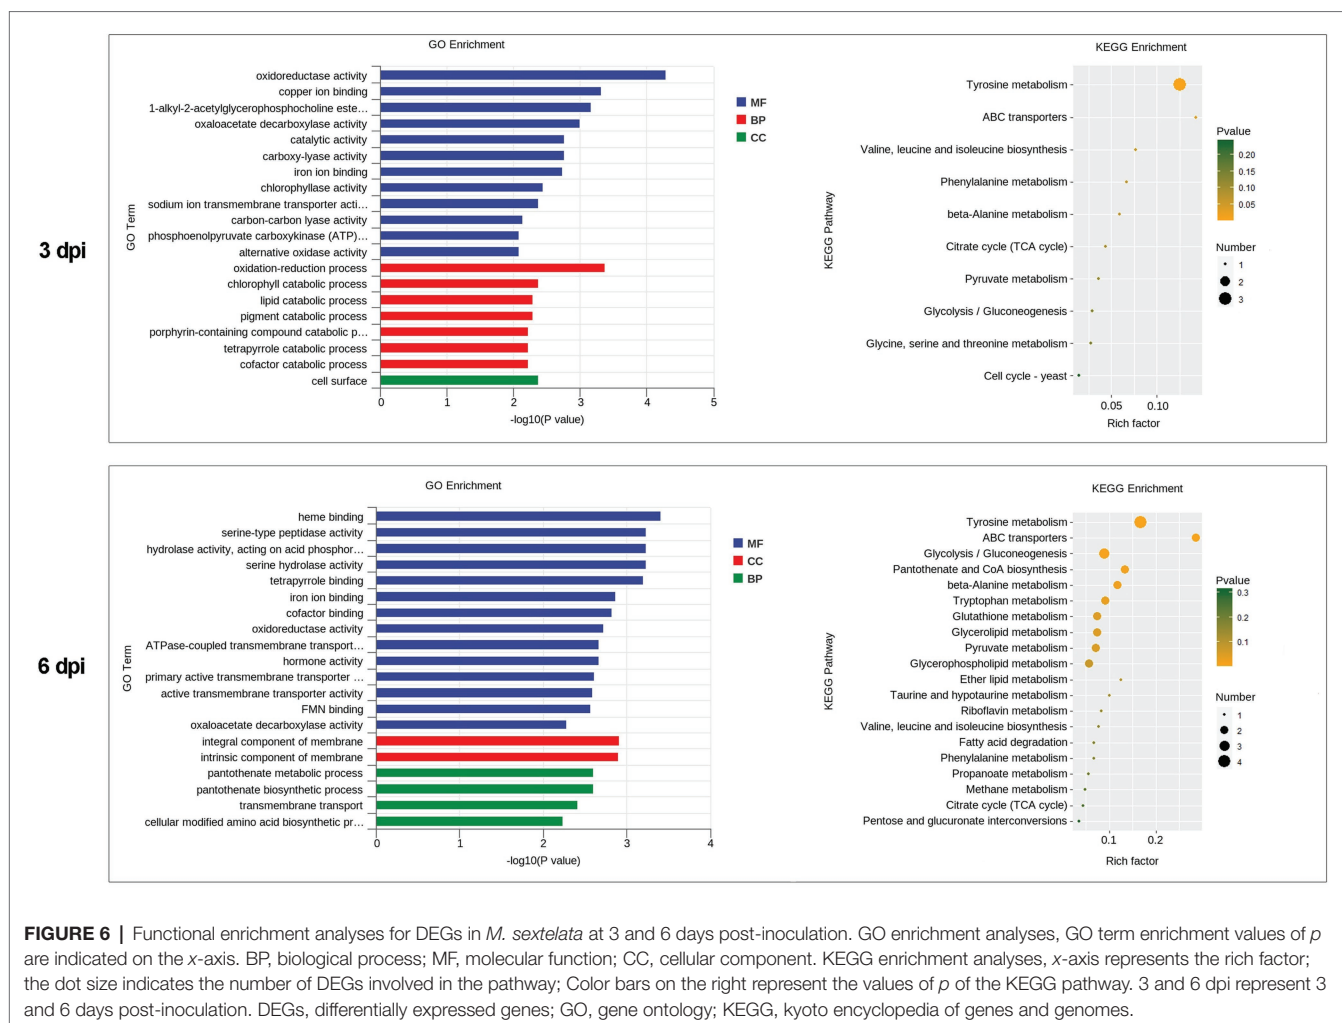 3 dpi
GO Enrichment
GO Term
oxidoreductase activity
copper ion binding
1-alkyl-2-acetylglycerophosphocholine este...
oxaloacetate decarboxylase activity
catalytic activity
carboxy-lyase activity
iron ion binding
chlorophyllase activity
sodium ion transmembrane transporter acti...
carbon-carbon lyase activity
phosphoenolpyruvate carboxykinase (ATP)...
alternative oxidase activity
oxidation-reduction process
chlorophyll catabolic process
lipid catabolic process
pigment catabolic process
porphyrin-containing compound catabolic p...
tetrapyrrole catabolic process
cofactor catabolic process
cell surface
0 1 2 3 4 5
-log10(P value)
MF
BP
CC
KEGG Enrichment
KEGG Pathway
Tyrosine metabolism
ABC transporters
Valine, leucine and isoleucine biosynthesis
Phenylalanine metabolism
beta-Alanine metabolism
Citrate cycle (TCA cycle)
Pyruvate metabolism
Glycolysis / Gluconeogenesis
Glycine, serine and threonine metabolism
Cell cycle - yeast
0.05 0.10
Rich factor
Pvalue
0.20
0.15
0.10
0.05
Number
1
2
3
6 dpi
GO Enrichment
GO Term
heme binding
serine-type peptidase activity
hydrolase activity, acting on acid phosphor...
serine hydrolase activity
tetrapyrrole binding
iron ion binding
cofactor binding
oxidoreductase activity
ATPase-coupled transmembrane transport...
hormone activity
primary active transmembrane transporter ...
active transmembrane transporter activity
FMN binding
oxaloacetate decarboxylase activity
integral component of membrane
intrinsic component of membrane
pantothenate metabolic process
pantothenate biosynthetic process
transmembrane transport
cellular modified amino acid biosynthetic pr...
0 1 2 3 4
-log10(P value)
MF
CC
BP
KEGG Enrichment
KEGG Pathway
Tyrosine metabolism
ABC transporters
Glycolysis / Gluconeogenesis
Pantothenate and CoA biosynthesis
beta-Alanine metabolism
Tryptophan metabolism
Glutathione metabolism
Glycerolipid metabolism
Pyruvate metabolism
Glycerophospholipid metabolism
Ether lipid metabolism
Taurine and hypotaurine metabolism
Riboflavin metabolism
Valine, leucine and isoleucine biosynthesis
Fatty acid degradation
Phenylalanine metabolism
Propanoate metabolism
Methane metabolism
Citrate cycle (TCA cycle)
Pentose and glucuronate interconversions
0.1 0.2
Rich factor
Pvalue
0.3
0.2
0.1
Number
1
2
3
4
FIGURE 6 | Functional enrichment analyses for DEGs in M. sextelata at 3 and 6 days post-inoculation. GO enrichment analyses, GO term enrichment values of p
are indicated on the x-axis. BP, biological process; MF, molecular function; CC, cellular component. KEGG enrichment analyses, x-axis represents the rich factor;
the dot size indicates the number of DEGs involved in the pathway; Color bars on the right represent the values of p of the KEGG pathway. 3 and 6 dpi represent 3
and 6 days post-inoculation. DEGs, differentially expressed genes; GO, gene ontology; KEGG, kyoto encyclopedia of genes and genomes.